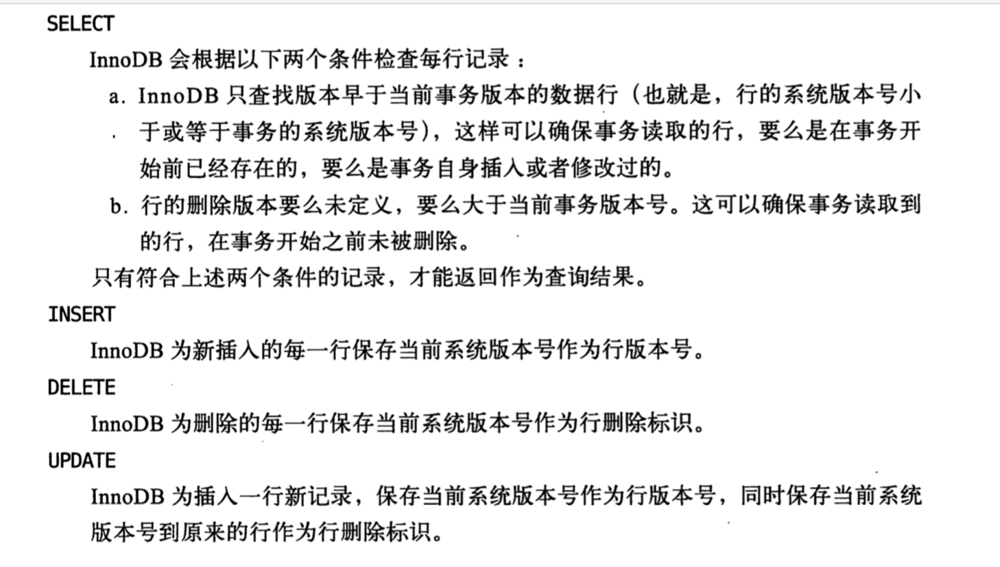 SELECT
InnoDB 会根据以下两个条件检查每行记录：
a. InnoDB 只查找版本早于当前事务版本的数据行（也就是，行的系统版本号小
于或等于事务的系统版本号），这样可以确保事务读取的行，要么是在事务开
始前已经存在的，要么是事务自身插入或者修改过的。
b. 行的删除版本要么未定义，要么大于当前事务版本号。这可以确保事务读取到
的行，在事务开始之前未被删除。
只有符合上述两个条件的记录，才能返回作为查询结果。
INSERT
InnoDB 为新插入的每一行保存当前系统版本号作为行版本号。
DELETE
InnoDB 为删除的每一行保存当前系统版本号作为行删除标识。
UPDATE
InnoDB 为插入一行新记录，保存当前系统版本号作为行版本号，同时保存当前系统
版本号到原来的行作为行删除标识。